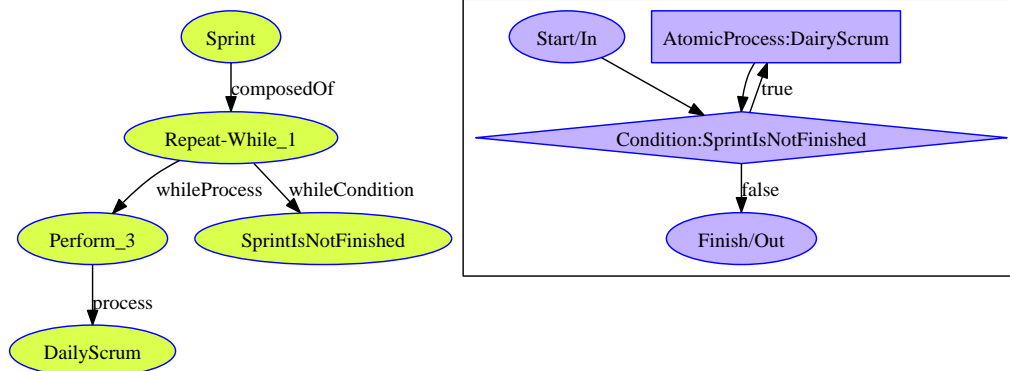 Sprint
composedOf
Repeat-While_1
whileProcess
whileCondition
Perform_3
SprintIsNotFinished
process
DailyScrum
Start/In
AtomicProcess:DairyScrum
true
Condition:SprintIsNotFinished
false
Finish/Out